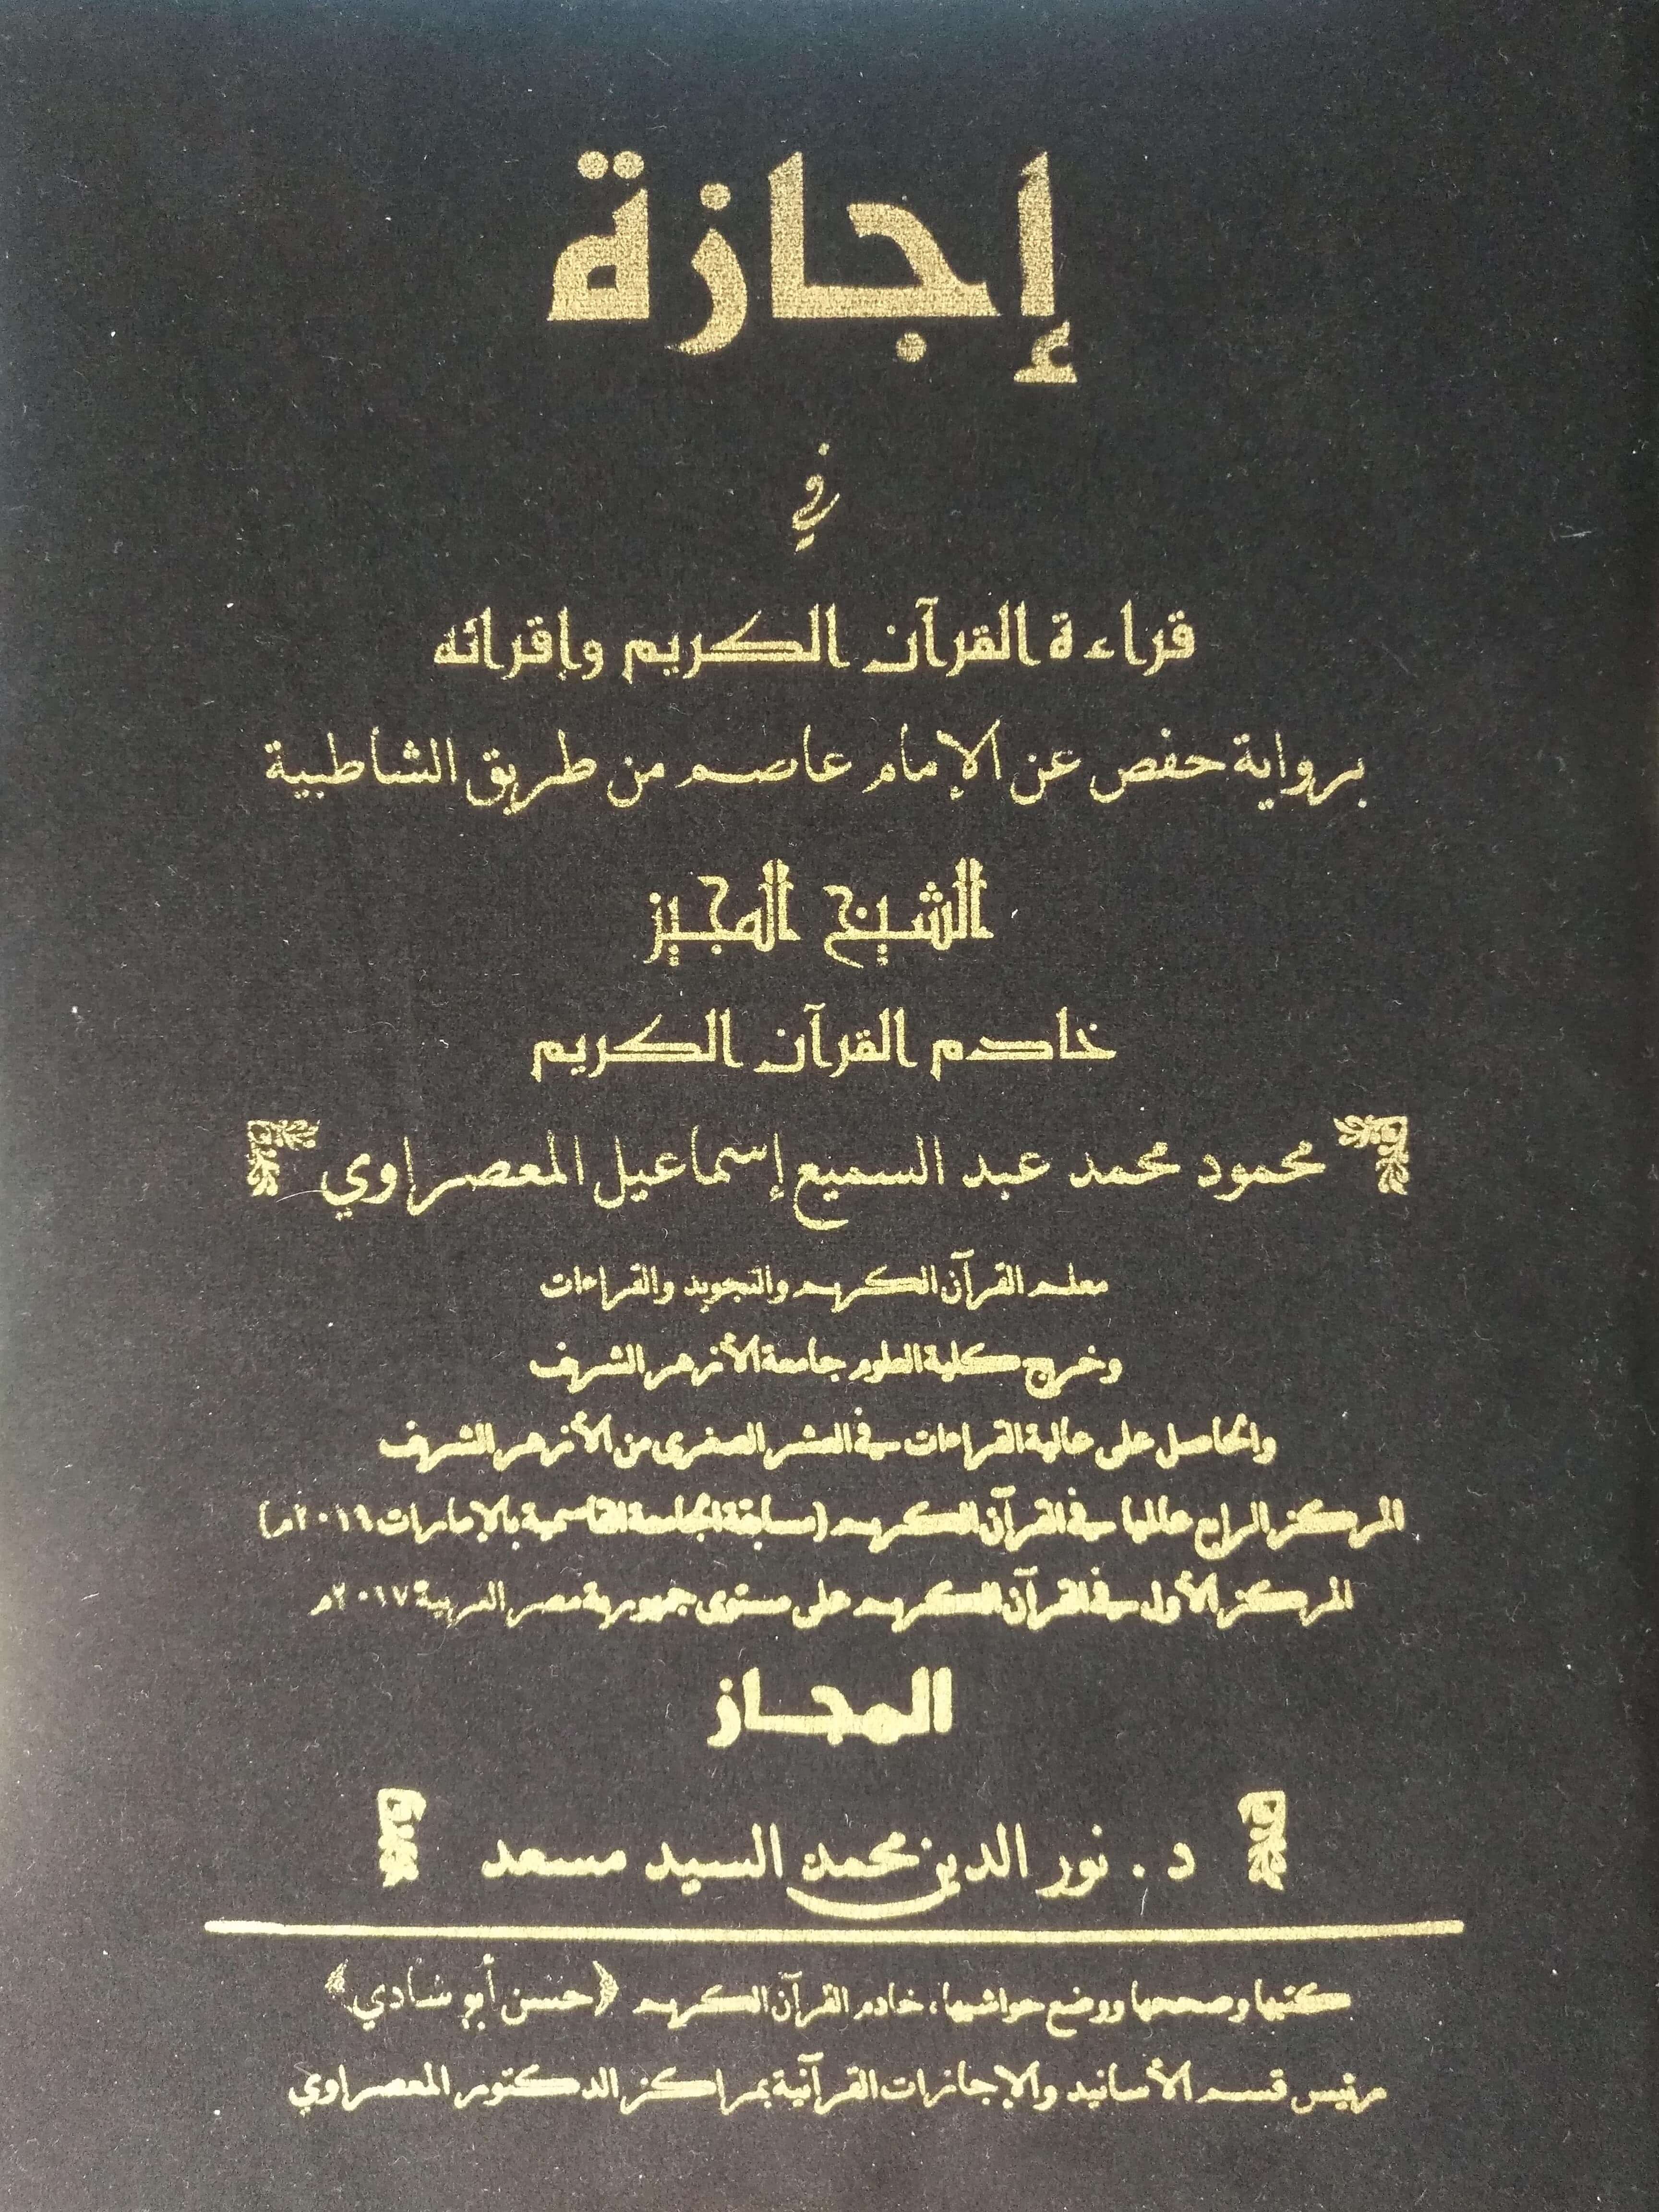 إجازة
في
قراءة القرآن الكريم وإقرائه
برواية حفص عن الإمام عاصم من طريق الشاطبية
الشيخ المجيز
خادم القرآن الكريم
محمود محمد عبد السميع إسماعيل المعصراوي
معلم القرآن الكريم والتجويد والقراءات
وخريج كلية العلوم جامعة الأزهر الشريف
والحاصل على عالية القراءات في العشر الصغرى من الأزهر الشريف
المركز الرابع عالميا في القرآن الكريم (مسابقة الجامعة القاسمية بالإمارات ٢٠١٩م)
المركز الأول في القرآن الكريم على مستوى جمهورية مصر العربية ٢٠١٧م
المجاز
د. نور الدين محمد السيد مسعد
كتبها وصححها ووضع حواشيها، خادم القرآن الكريم ﴿حسن أبو شادي﴾
رئيس قسم الأسانيد والإجازات القرآنية بمراكز الدكتور المعصراوي